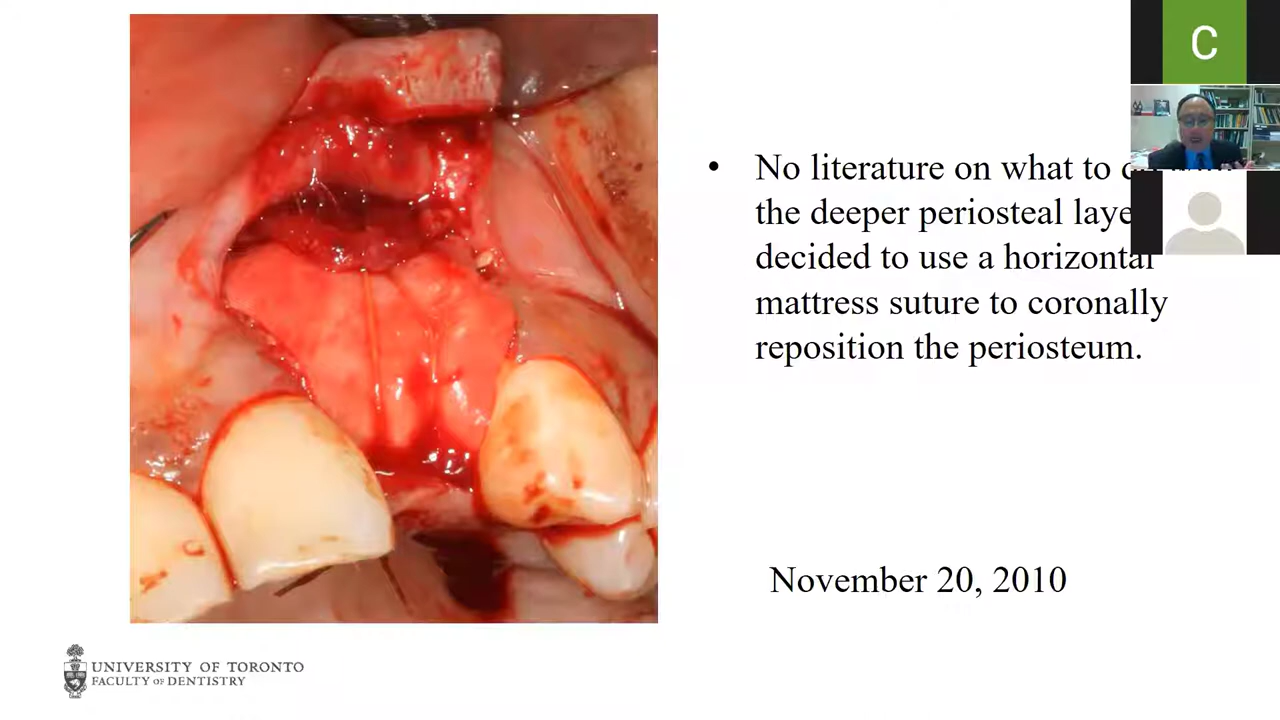 • No literature on what to
the deeper periosteal
decided to use a horizontal
mattress suture to coronally
reposition the periosteum.
November 20, 2010
UNIVERSITY OF TORONTO
FACULTY OF DENTISTRY
C